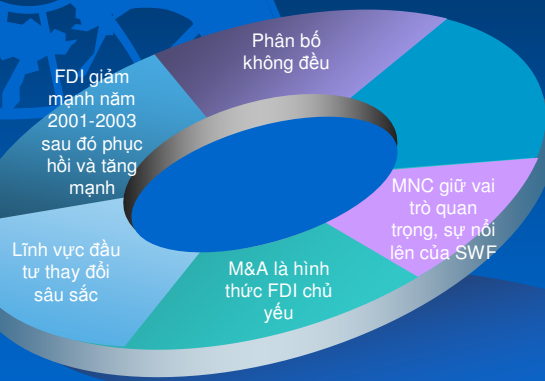 Phân bố
không đều
FDI giảm
mạnh năm
2001-2003
sau đó phục
hồi và tăng
mạnh
MNC giữ vai
trò quan
trọng, sự nổi
lên của SWF
Lĩnh vực đầu
tư thay đổi
sâu sắc
M&A là hình
thức FDI chủ
yếu